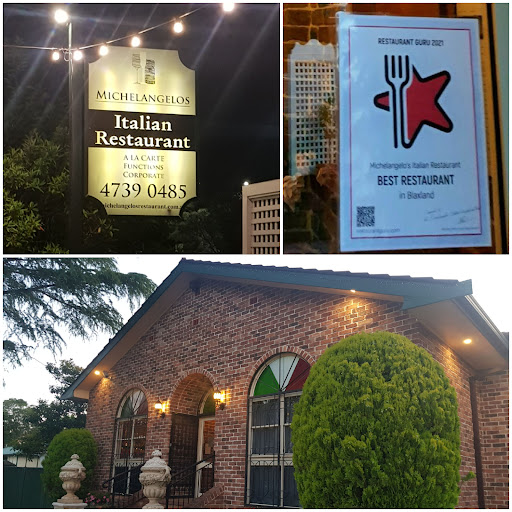 MICHELANGELOS
Italian
Restaurant
A LA CARTE
FUNCTIONS
CORPORATE
4739 0485
michelangelosrestaurant.com
RESTAURANT GURU 2021
Michelangelo's Italian Restaurant
BEST RESTAURANT
in Blaxland